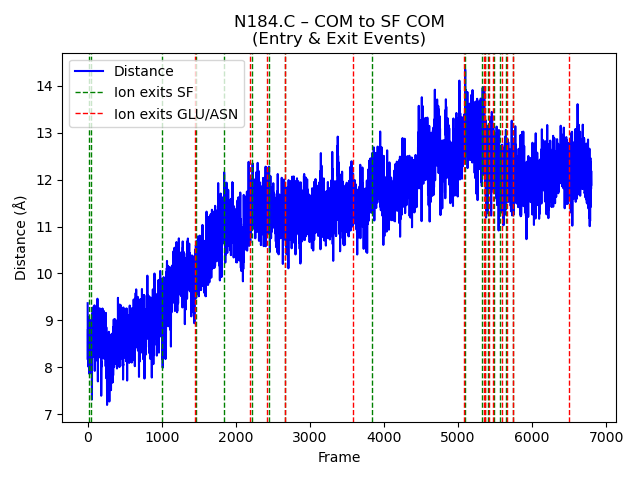 N184.C – COM to SF COM
(Entry & Exit Events)
Distance
Ion exits SF
Ion exits GLU/ASN
Distance (Å)
14
13
12
11
10
9
8
7
0 1000 2000 3000 4000 5000 6000 7000
Frame